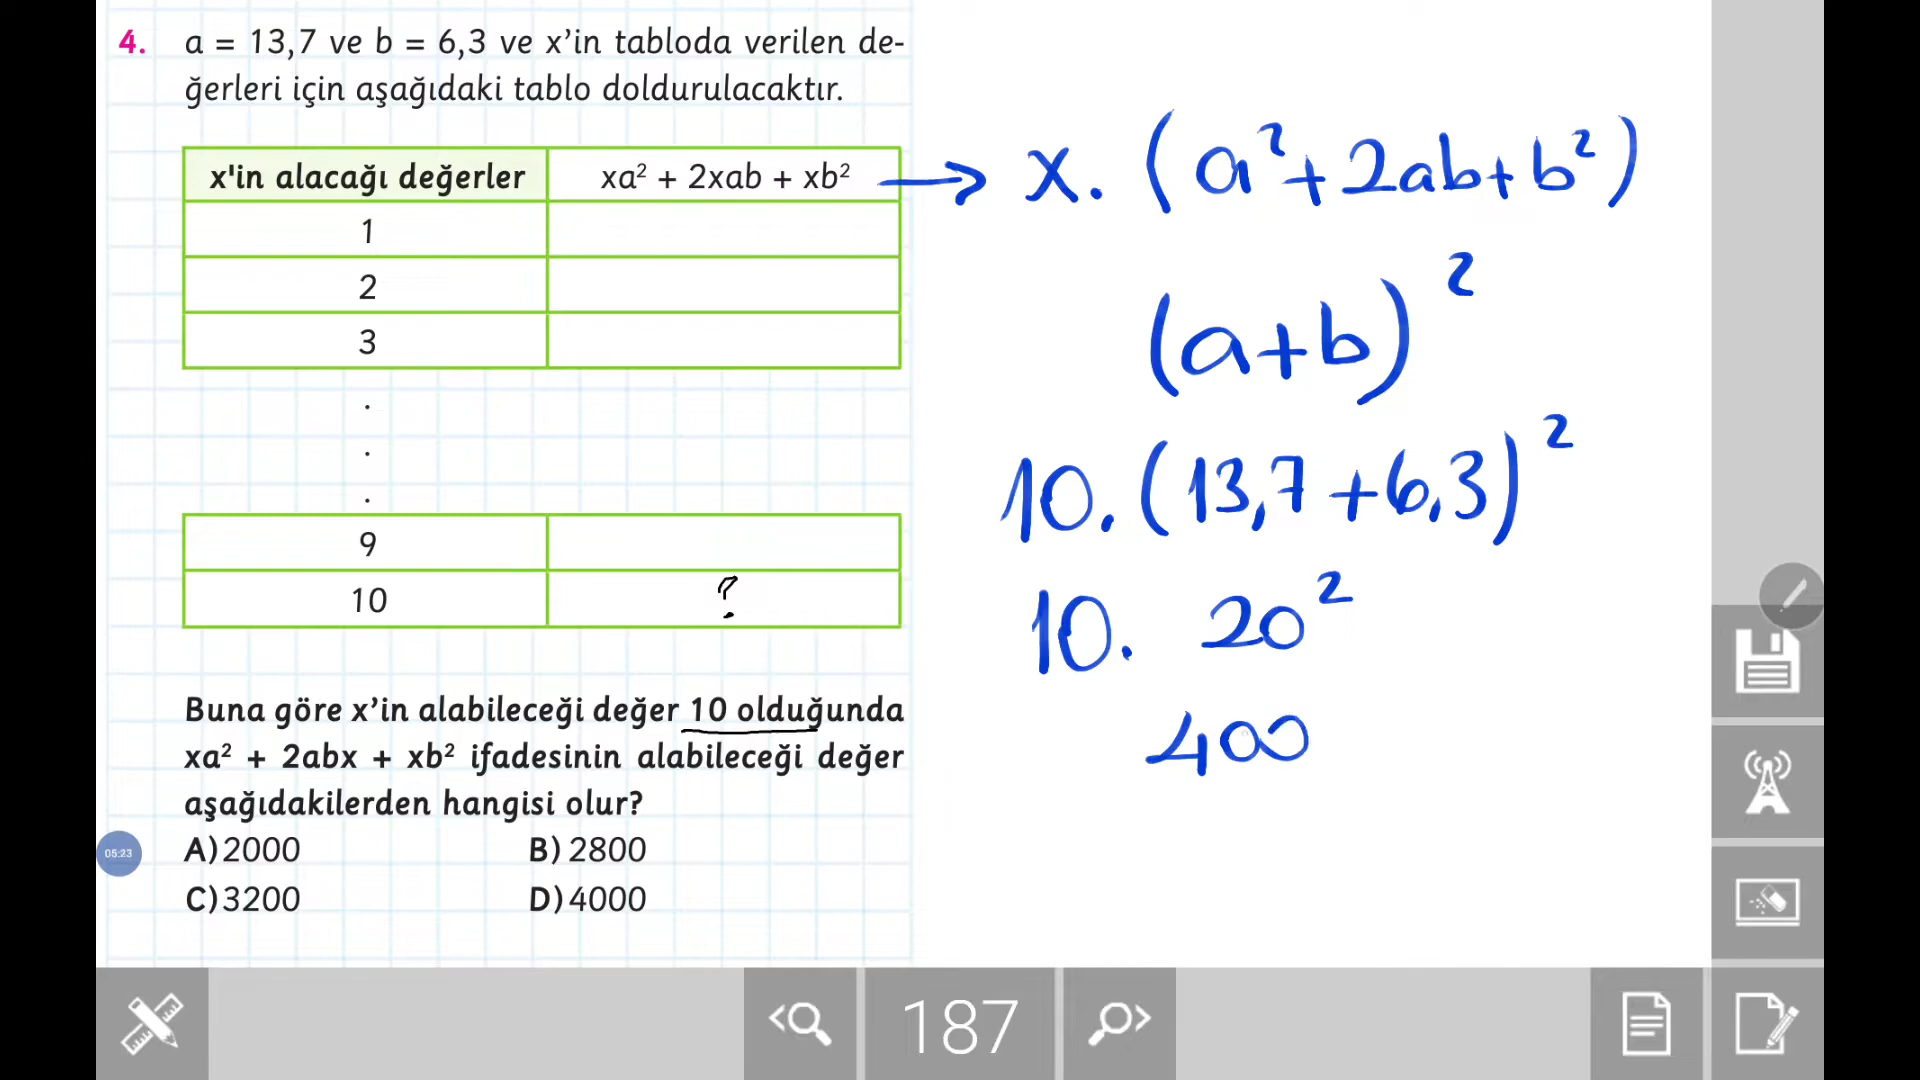 4. a = 13,7 ve b = 6,3 ve x’in tabloda verilen de-
ğerleri için aşağıdaki tablo doldurulacaktır.
x'in alacağı değerler xa² + 2xab + xb²
1
2
3
.
.
.
9
10 ?
Buna göre x’in alabileceği değer 10 olduğunda
xa² + 2abx + xb² ifadesinin alabileceği değer
aşağıdakilerden hangisi olur?
A) 2000 B) 2800
C) 3200 D) 4000
→ x. (a² + 2ab + b²)
(a+b)²
10. (13,7 + 6,3)²
10. 20²
400
05:23
187